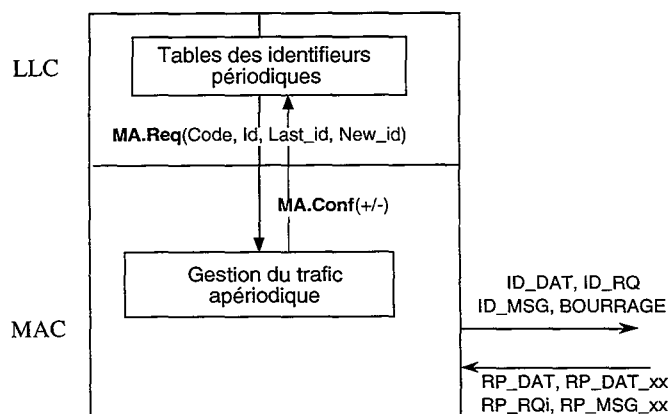 LLC
Tables des identifieurs
périodiques
MA.Req(Code, Id, Last_id, New_id)
MA.Conf(+/-)
Gestion du trafic
apériodique
MAC
ID_DAT, ID_RQ
ID_MSG, BOURRAGE
RP_DAT, RP_DAT_xx
RP_RQi, RP_MSG_xx